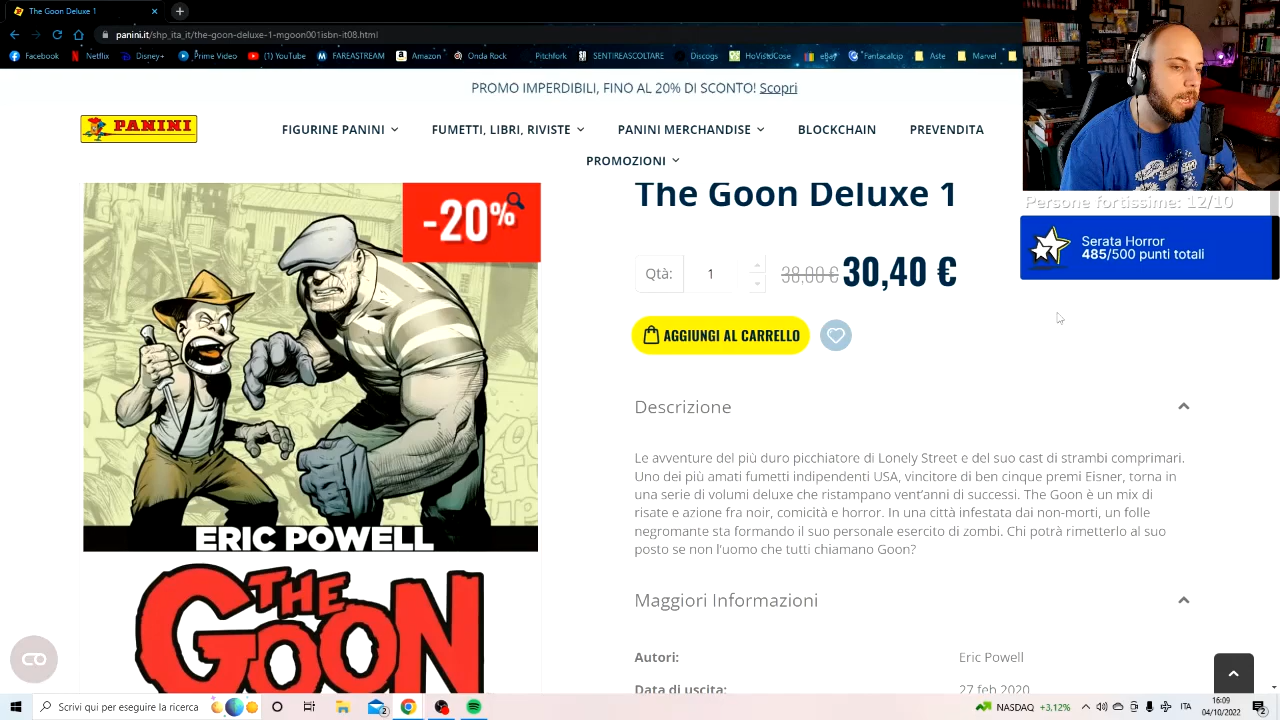 The Goon Deluxe 1
panini.it/shp_ita_it/the-goon-deluxe-1-mgoon001isbn-it08.html
Facebook Netflix Disney+ Prime Video (1) YouTube FAREASTREAM Amazon Onda Rock Pitchfork SENTIREASCOLTARE Discogs HoVistoCose eBay Fantacalcio Aste Marvel
PROMO IMPERDIBILI, FINO AL 20% DI SCONTO! Scopri
PANINI
FIGURINE PANINI FUMETTI, LIBRI, RIVISTE PANINI MERCHANDISE BLOCKCHAIN PREVENDITA
PROMOZIONI
-20%
The Goon Deluxe 1
Persone fortissime: 12/10
Serata Horror
485/500 punti totali
Qtà: 1 38,00 € 30,40 €
AGGIUNGI AL CARRELLO
Descrizione
Le avventure del più duro picchiatore di Lonely Street e del suo cast di strambi comprimari.
Uno dei più amati fumetti indipendenti USA, vincitore di ben cinque premi Eisner, torna in
una serie di volumi deluxe che ristampano vent'anni di successi. The Goon è un mix di
risate e azione fra noir, comicità e horror. In una città infestata dai non-morti, un folle
negromante sta formando il suo personale esercito di zombi. Chi potrà rimetterlo al suo
posto se non l'uomo che tutti chiamano Goon?
ERIC POWELL
THE
GOON
Maggiori Informazioni
Autori: Eric Powell
Data di uscita: 27 feb 2020
Scrivi qui per eseguire la ricerca
2
NASDAQ +3,12%
ITA
16:09
04/10/2022
2